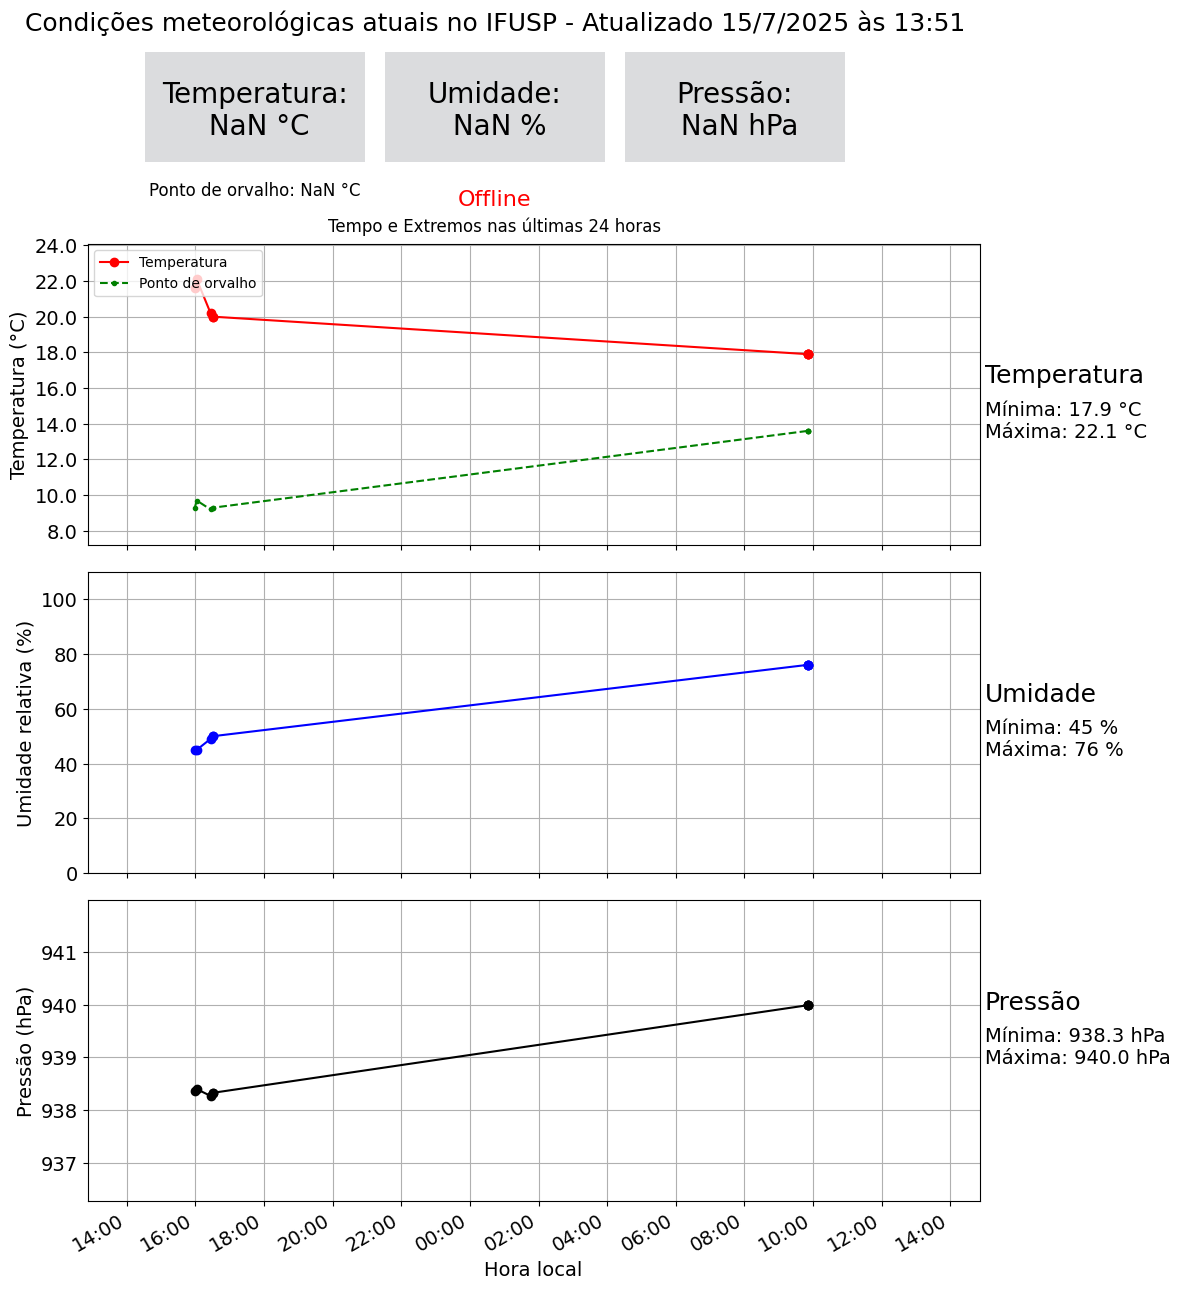 Condições meteorológicas atuais no IFUSP - Atualizado 15/7/2025 às 13:51
Temperatura:
NaN °C
Umidade:
NaN %
Pressão:
NaN hPa
Ponto de orvalho: NaN °C
Offline
Tempo e Extremos nas últimas 24 horas
Temperatura (°C)
24.0
22.0
20.0
18.0
16.0
14.0
12.0
10.0
8.0
Temperatura
Ponto de orvalho
Temperatura
Mínima: 17.9 °C
Máxima: 22.1 °C
Umidade relativa (%)
100
80
60
40
20
0
Umidade
Mínima: 45 %
Máxima: 76 %
Pressão (hPa)
941
940
939
938
937
Pressão
Mínima: 938.3 hPa
Máxima: 940.0 hPa
14:00 16:00 18:00 20:00 22:00 00:00 02:00 04:00 06:00 08:00 10:00 12:00 14:00
Hora local